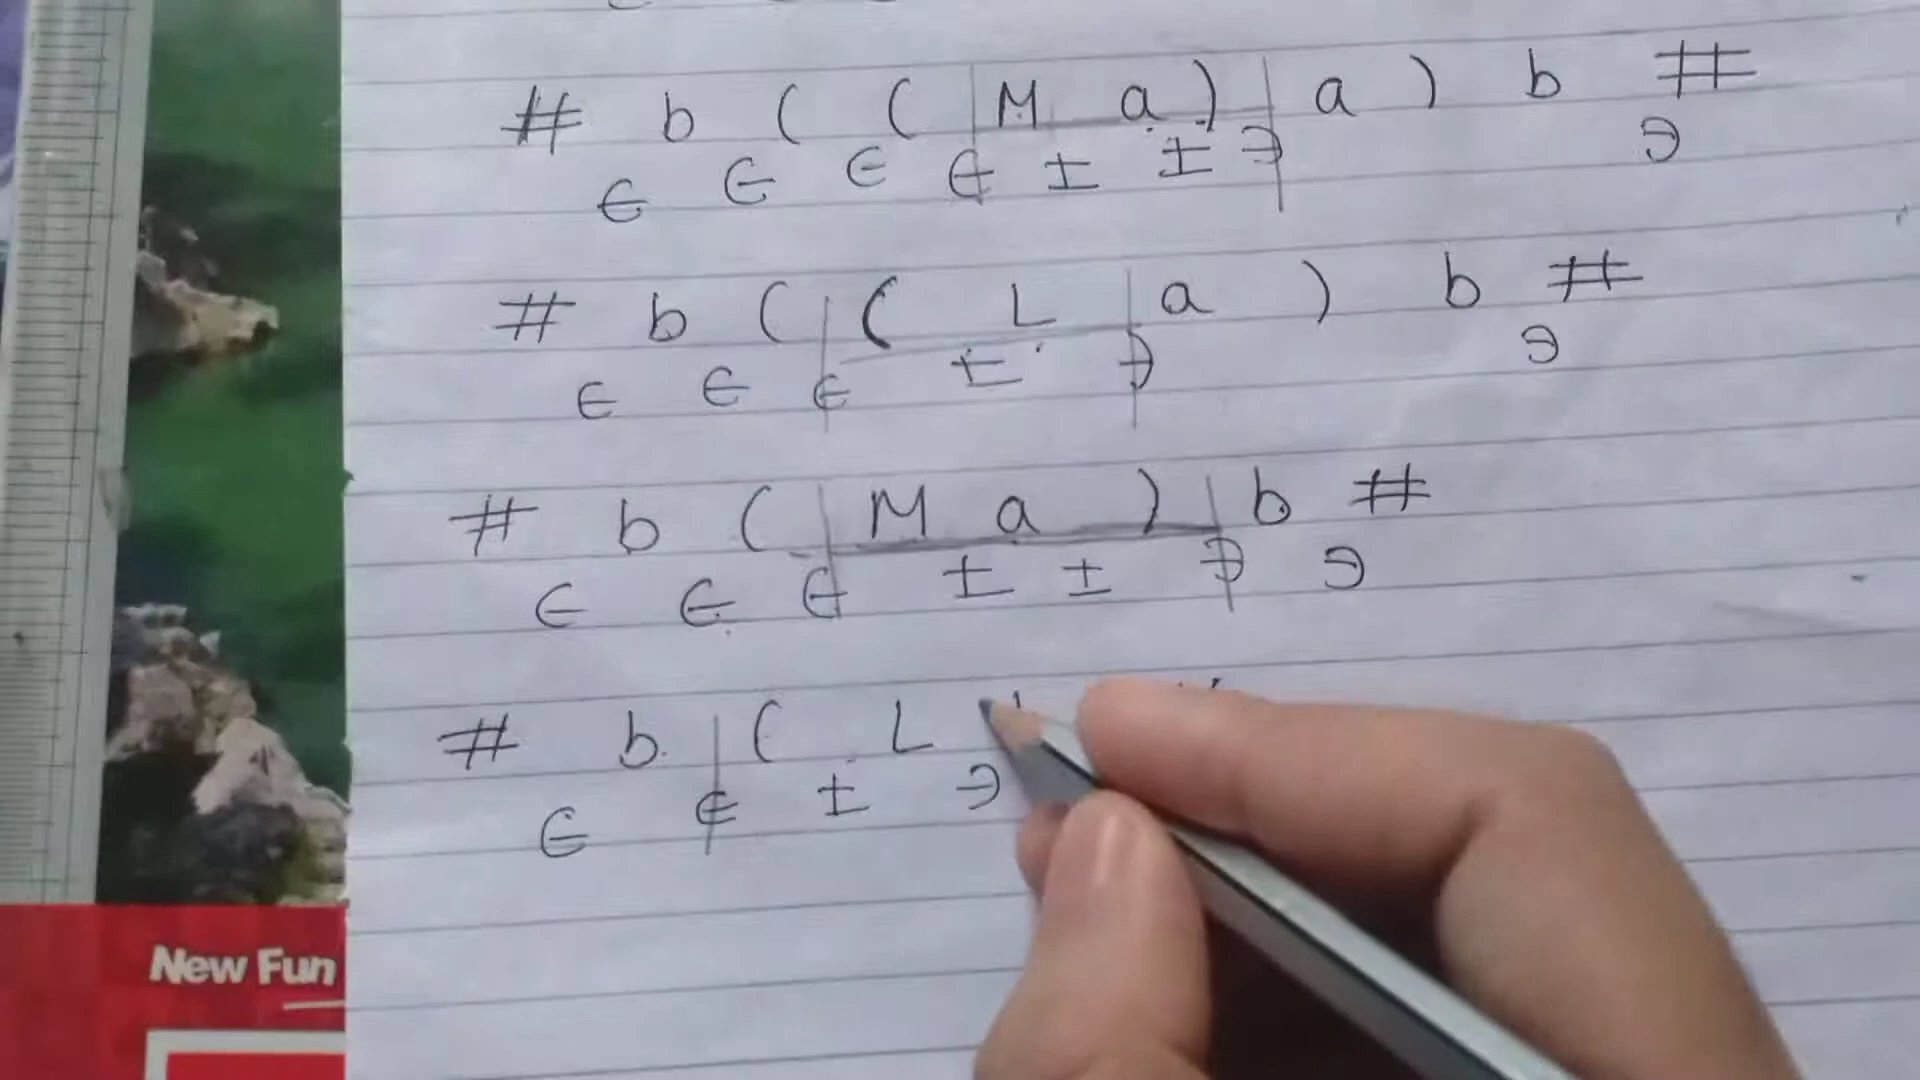 # b ( ( | M a ) | a ) b #
⋲ ⋲ ⋲ ⋲ ± ± ∍ ∍
# b ( | ( L | a ) b #
⋲ ⋲ ⋲ ± ∍ ∍
# b ( | M a ) | b #
⋲ ⋲ ⋲ ± ± ∍ ∍
# b | ( L
⋲ ⋲ ± ∍
New Fun